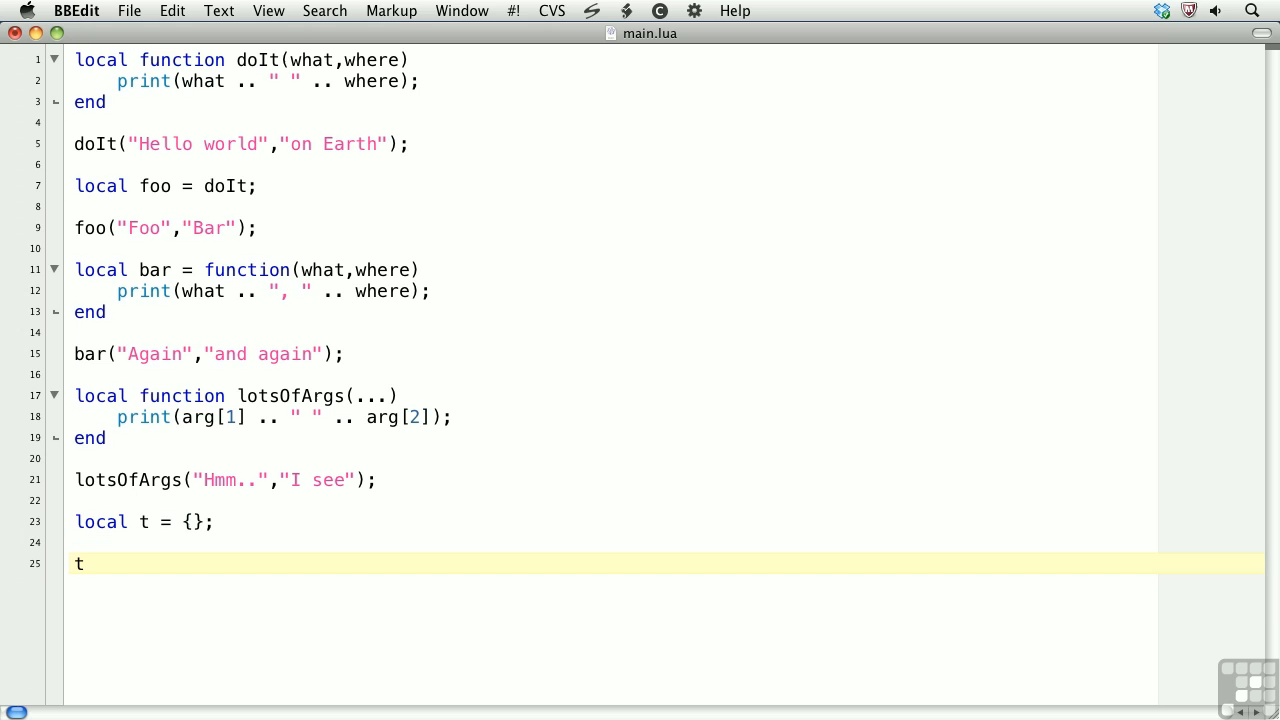 BBEdit File Edit Text View Search Markup Window #! CVS Help
main.lua
1 local function doIt(what,where)
2 print(what .. " " .. where);
3 end
4
5 doIt("Hello world","on Earth");
6
7 local foo = doIt;
8
9 foo("Foo","Bar");
10
11 local bar = function(what,where)
12 print(what .. ", " .. where);
13 end
14
15 bar("Again","and again");
16
17 local function lotsOfArgs(...)
18 print(arg[1] .. " " .. arg[2]);
19 end
20
21 lotsOfArgs("Hmm..","I see");
22
23 local t = {};
24
25 t